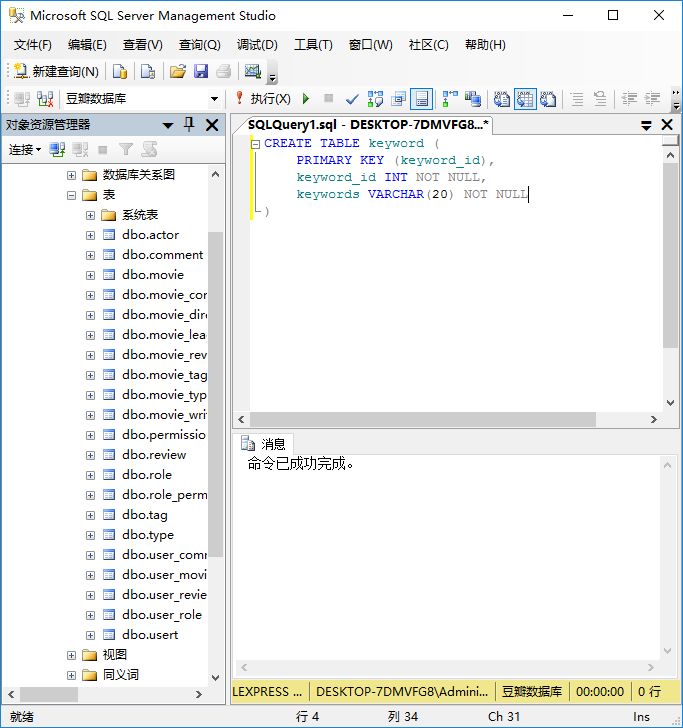 Microsoft SQL Server Management Studio
文件(F) 编辑(E) 查看(V) 查询(Q) 调试(D) 工具(T) 窗口(W) 社区(C) 帮助(H)
新建查询(N)
豆瓣数据库 执行(X)
对象资源管理器
连接
数据库关系图
表
系统表
dbo.actor
dbo.comment
dbo.movie
dbo.movie_cor
dbo.movie_dire
dbo.movie_lea
dbo.movie_rev
dbo.movie_tag
dbo.movie_typ
dbo.movie_wri
dbo.permissio
dbo.review
dbo.role
dbo.role_perm
dbo.tag
dbo.type
dbo.user_comr
dbo.user_movi
dbo.user_revie
dbo.user_role
dbo.usert
视图
同义词
SQLQuery1.sql - DESKTOP-7DMVFG8...*
CREATE TABLE keyword (
PRIMARY KEY (keyword_id),
keyword_id INT NOT NULL,
keywords VARCHAR(20) NOT NULL
)
消息
命令已成功完成。
LEXPRESS ... DESKTOP-7DMVFG8\Admini... 豆瓣数据库 00:00:00 0 行
就绪 行 4 列 34 Ch 31 Ins